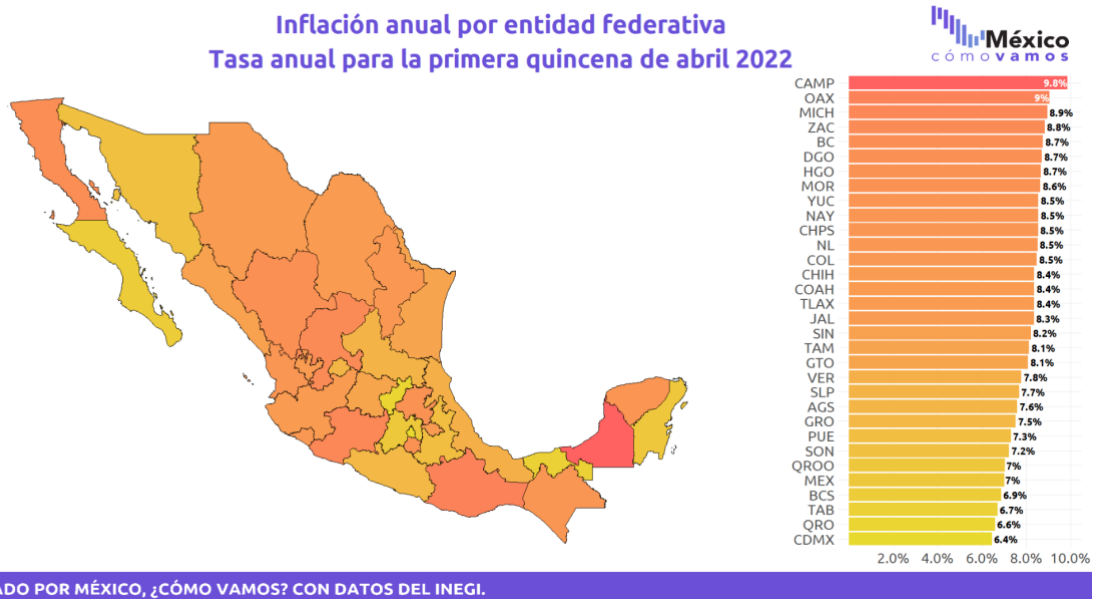 Inflación anual por entidad federativa
Tasa anual para la primera quincena de abril 2022
México
cómovamos
CAMP 9.8%
OAX 9%
MICH 8.9%
ZAC 8.8%
BC 8.7%
DGO 8.7%
HGO 8.7%
MOR 8.6%
YUC 8.5%
NAY 8.5%
CHPS 8.5%
NL 8.5%
COL 8.5%
CHIH 8.4%
COAH 8.4%
TLAX 8.4%
JAL 8.3%
SIN 8.2%
TAM 8.1%
GTO 8.1%
VER 7.8%
SLP 7.7%
AGS 7.6%
GRO 7.5%
PUE 7.3%
SON 7.2%
QROO 7%
MEX 7%
BCS 6.9%
TAB 6.7%
QRO 6.6%
CDMX 6.4%
2.0% 4.0% 6.0% 8.0% 10.0%
ADO POR MÉXICO, ¿CÓMO VAMOS? CON DATOS DEL INEGI.